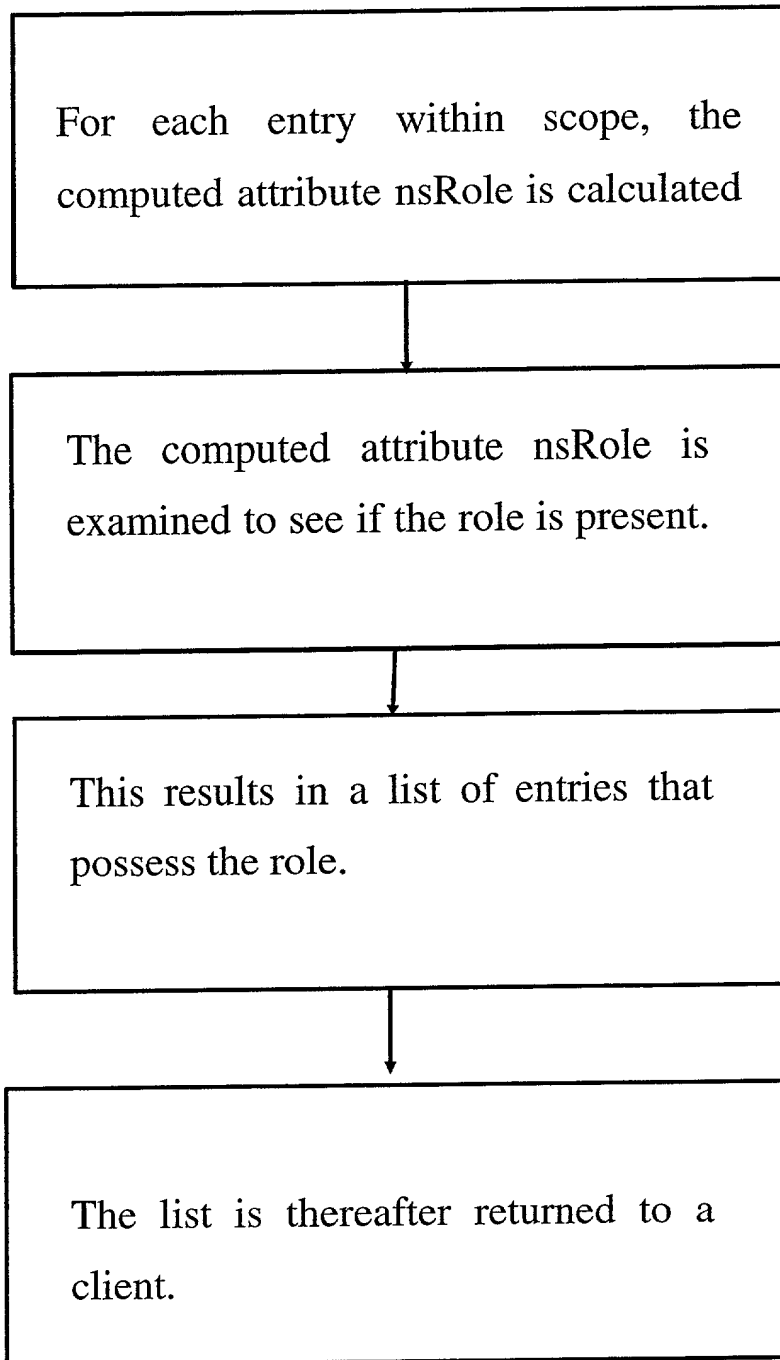 For each entry within scope, the
computed attribute nsRole is calculated
The computed attribute nsRole is
examined to see if the role is present.
This results in a list of entries that
possess the role.
The list is thereafter returned to a
client.